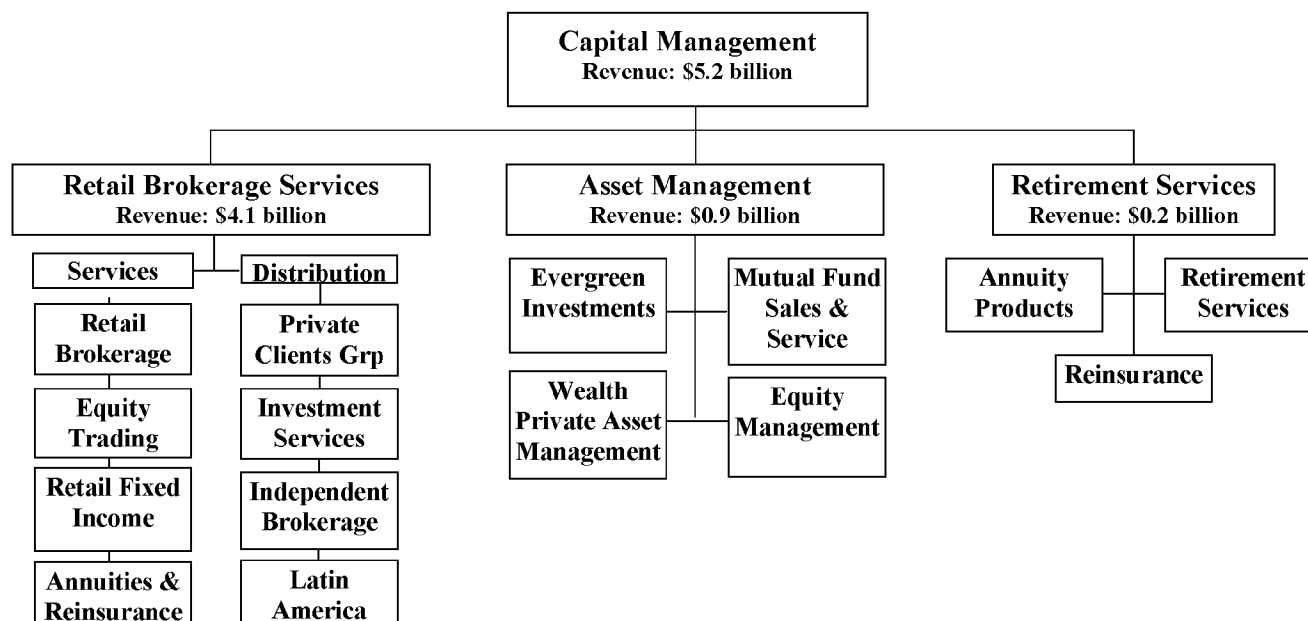 Capital Management
Revenue: $5.2 billion
Retail Brokerage Services
Revenue: $4.1 billion
Asset Management
Revenue: $0.9 billion
Retirement Services
Revenue: $0.2 billion
Services
Distribution
Retail
Brokerage
Private
Clients Grp
Equity
Trading
Investment
Services
Retail Fixed
Income
Independent
Brokerage
Annuities &
Reinsurance
Latin
America
Evergreen
Investments
Mutual Fund
Sales &
Service
Wealth
Private Asset
Management
Equity
Management
Annuity
Products
Retirement
Services
Reinsurance